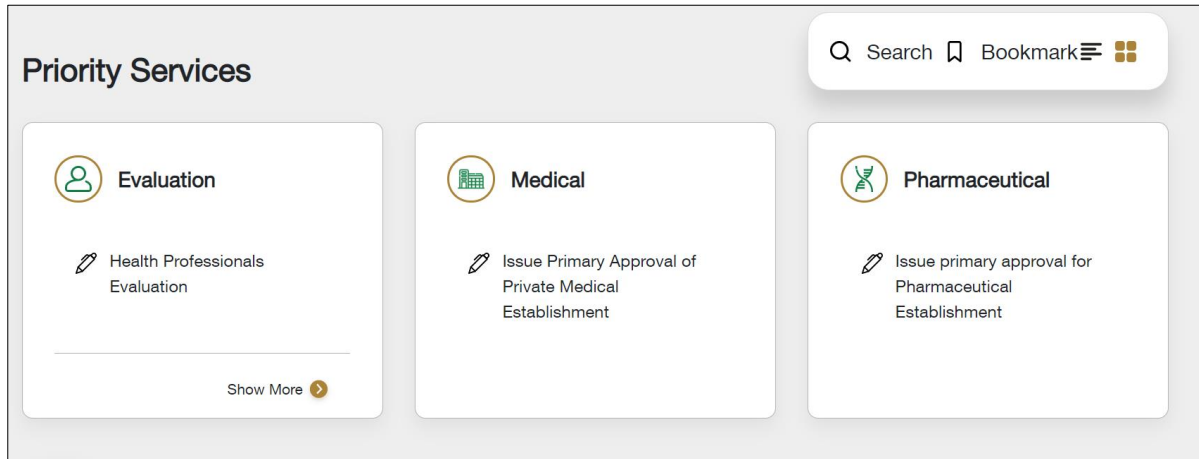 Priority Services
Search
Bookmark
Evaluation
Health Professionals
Evaluation
Show More
Medical
Issue Primary Approval of
Private Medical
Establishment
Pharmaceutical
Issue primary approval for
Pharmaceutical
Establishment